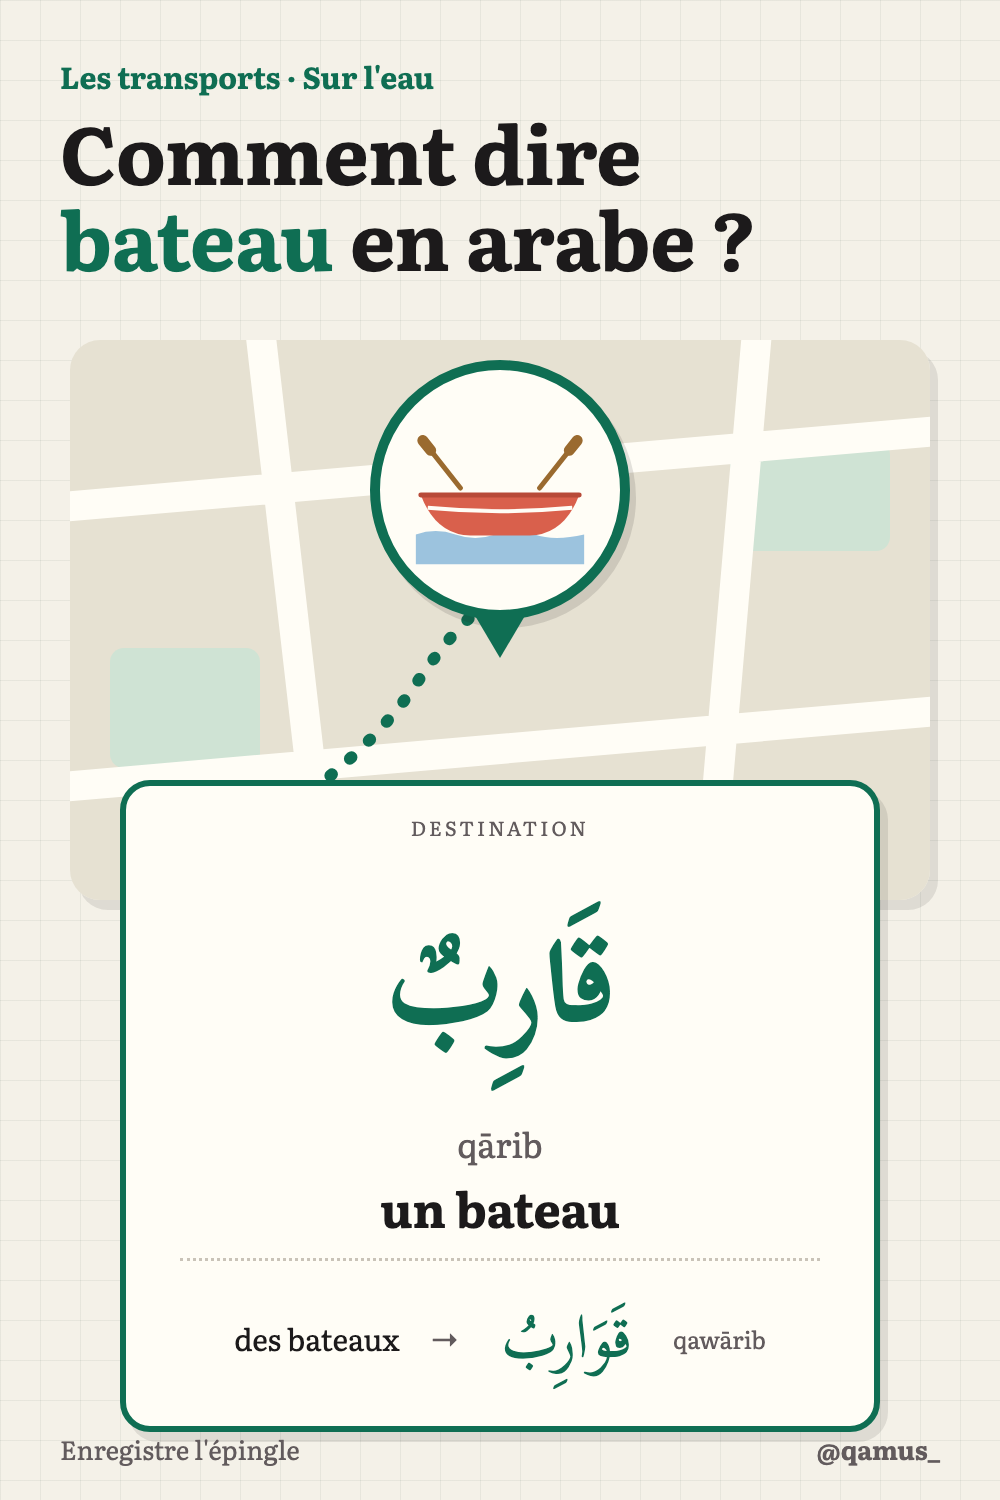 Les transports · Sur l'eau
Comment dire
bateau en arabe ?
DESTINATION
قَارِبٌ
qārib
un bateau
des bateaux → قَوَارِبُ qawārib
Enregistre l'épingle
@qamus_